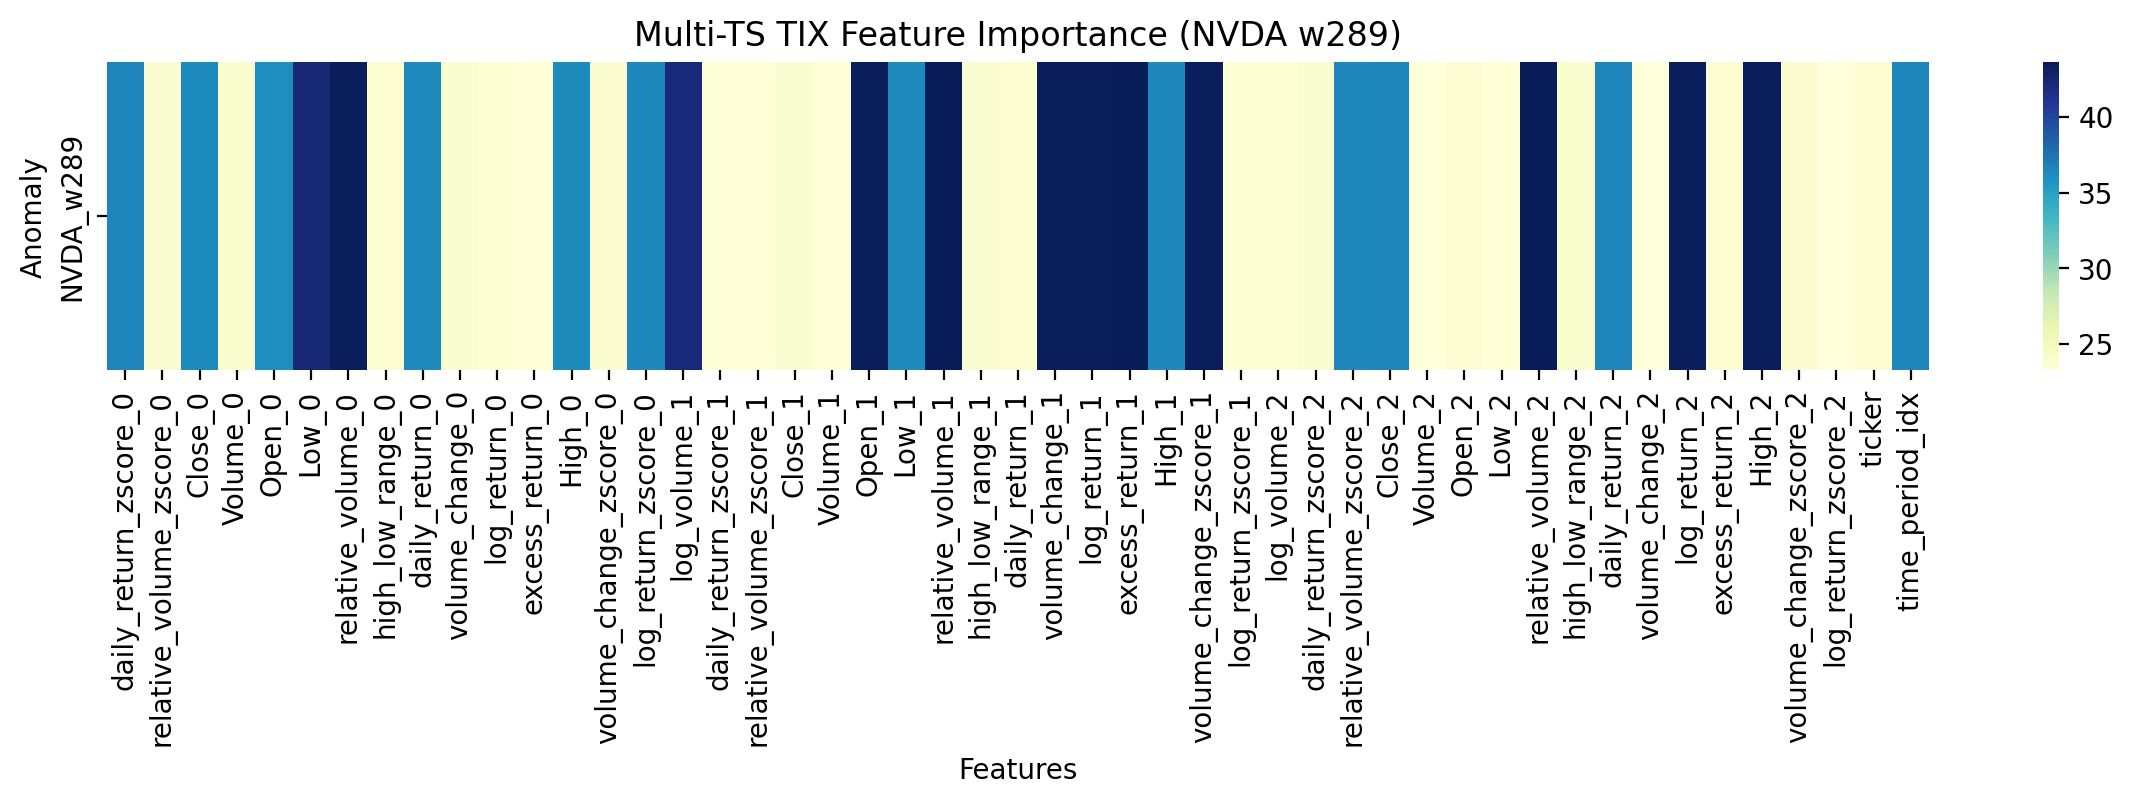 Multi-TS TIX Feature Importance (NVDA w289)
Anomaly
NVDA_w289
40
35
30
25
daily_return_zscore_0
relative_volume_zscore_0
Close_0
Volume_0
Open_0
Low_0
relative_volume_0
high_low_range_0
daily_return_0
volume_change_0
log_return_0
excess_return_0
High_0
volume_change_zscore_0
log_return_zscore_0
log_volume_1
daily_return_zscore_1
relative_volume_zscore_1
Close_1
Volume_1
Open_1
Low_1
relative_volume_1
high_low_range_1
daily_return_1
volume_change_1
log_return_1
excess_return_1
High_1
volume_change_zscore_1
log_return_zscore_1
log_volume_2
daily_return_zscore_2
relative_volume_zscore_2
Close_2
Volume_2
Open_2
Low_2
relative_volume_2
high_low_range_2
daily_return_2
volume_change_2
log_return_2
excess_return_2
High_2
volume_change_zscore_2
log_return_zscore_2
ticker
time_period_idx
Features